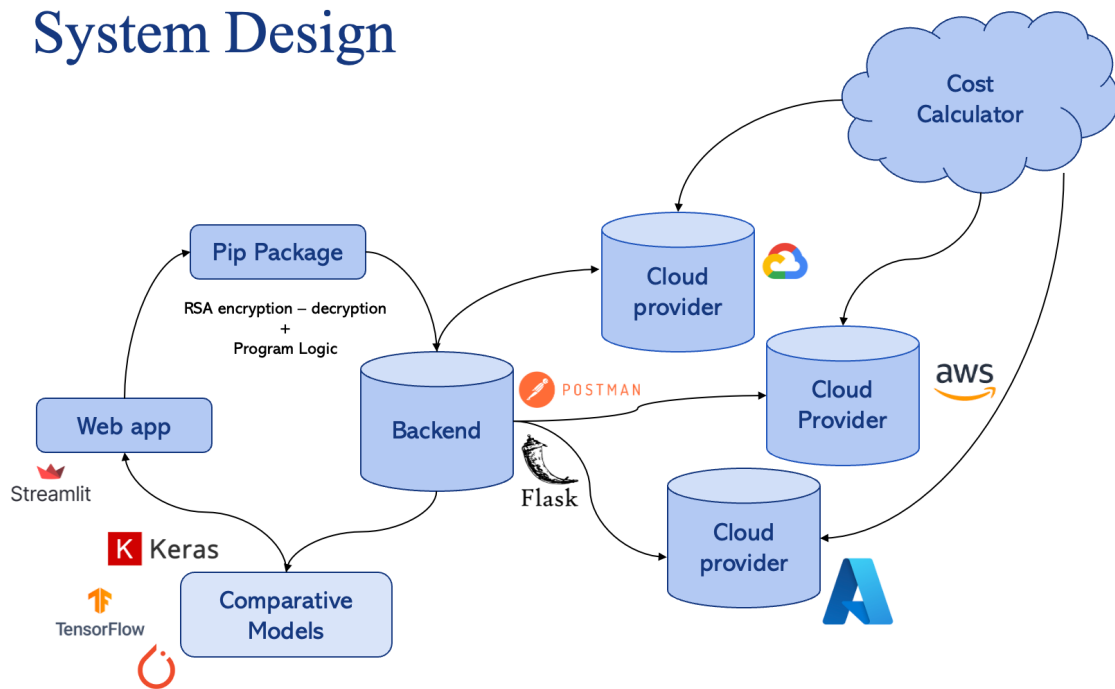 System Design
Cost
Calculator
Pip Package
RSA encryption – decryption
+
Program Logic
Cloud
provider
Web app
Streamlit
Backend
POSTMAN
Flask
Cloud
Provider
aws
K Keras
TensorFlow
Comparative
Models
Cloud
provider